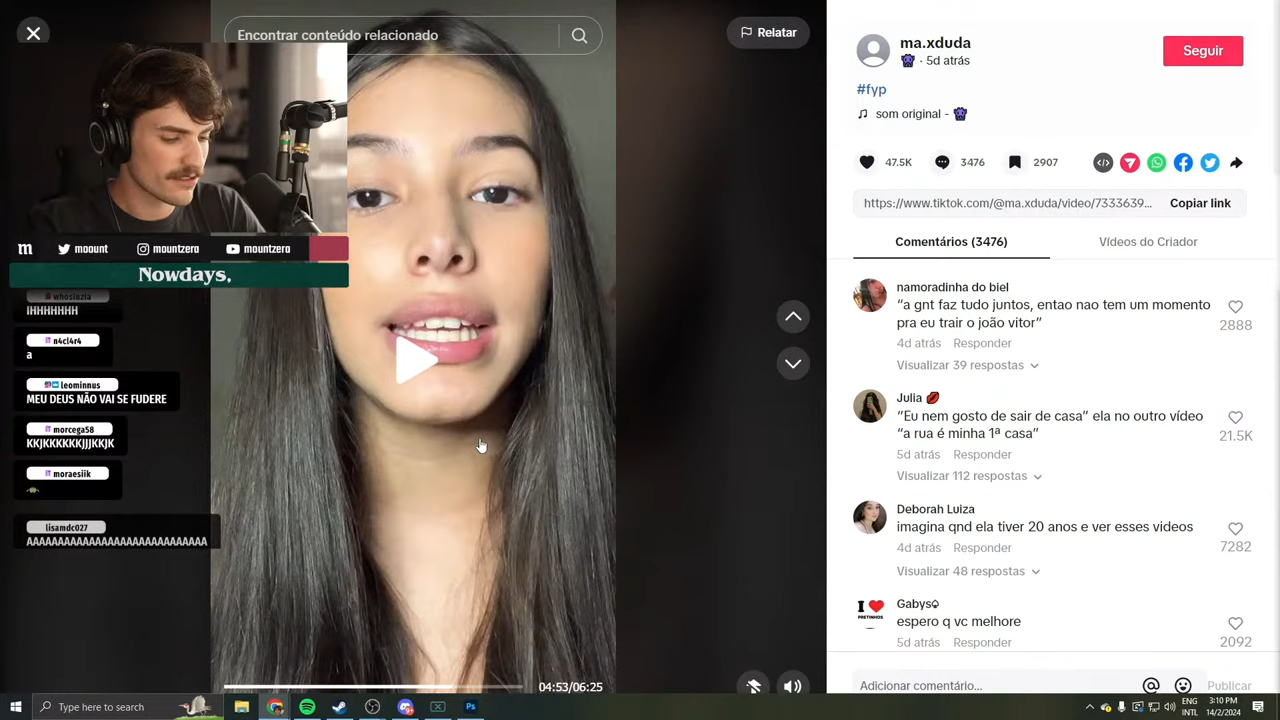 Encontrar conteúdo relacionado
Relatar
m
moount
mountzera
mountzera
Nowdays,
whosiozia
IHHHHHHH
n4cl4r4
a
leominnus
MEU DEUS NÃO VAI SE FUDERE
morcega58
KKJKKKKKKJJJKKJK
moraesiik
lisamdc027
AAAAAAAAAAAAAAAAAAAAAAAAAAAAA
04:53/06:25
ma.xduda
· 5d atrás
Seguir
#fyp
som original -
47.5K
3476
2907
https://www.tiktok.com/@ma.xduda/video/7333639...
Copiar link
Comentários (3476)
Vídeos do Criador
namoradinha do biel
“a gnt faz tudo juntos, entao nao tem um momento
pra eu trair o joão vitor”
2888
4d atrás
Responder
Visualizar 39 respostas
Julia
“Eu nem gosto de sair de casa” ela no outro vídeo
“a rua é minha 1ª casa”
21.5K
5d atrás
Responder
Visualizar 112 respostas
Deborah Luiza
imagina qnd ela tiver 20 anos e ver esses videos
7282
4d atrás
Responder
Visualizar 48 respostas
I
PRETINHOS
Gabys
espero q vc melhore
2092
5d atrás
Responder
Adicionar comentário...
Publicar
Type here to search
Ps
ENG
INTL
3:10 PM
14/2/2024